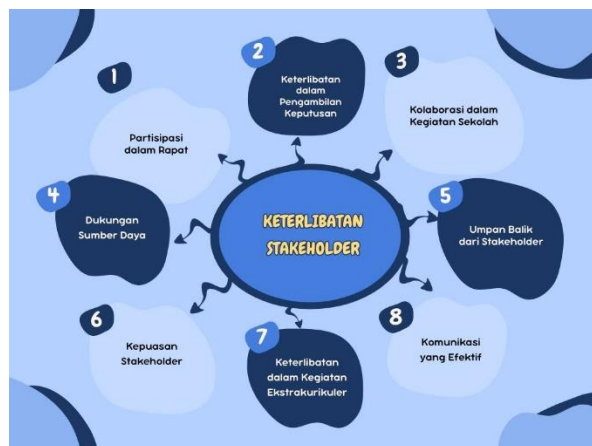 1
Partisipasi
dalam Rapat
2
Keterlibatan
dalam
Pengambilan
Keputusan
3
Kolaborasi dalam
Kegiatan Sekolah
4
Dukungan
Sumber Daya
KETERLIBATAN
STAKEHOLDER
5
Umpan Balik
dari Stakeholder
6
Kepuasan
Stakeholder
7
Keterlibatan
dalam Kegiatan
Ekstrakurikuler
8
Komunikasi
yang Efektif